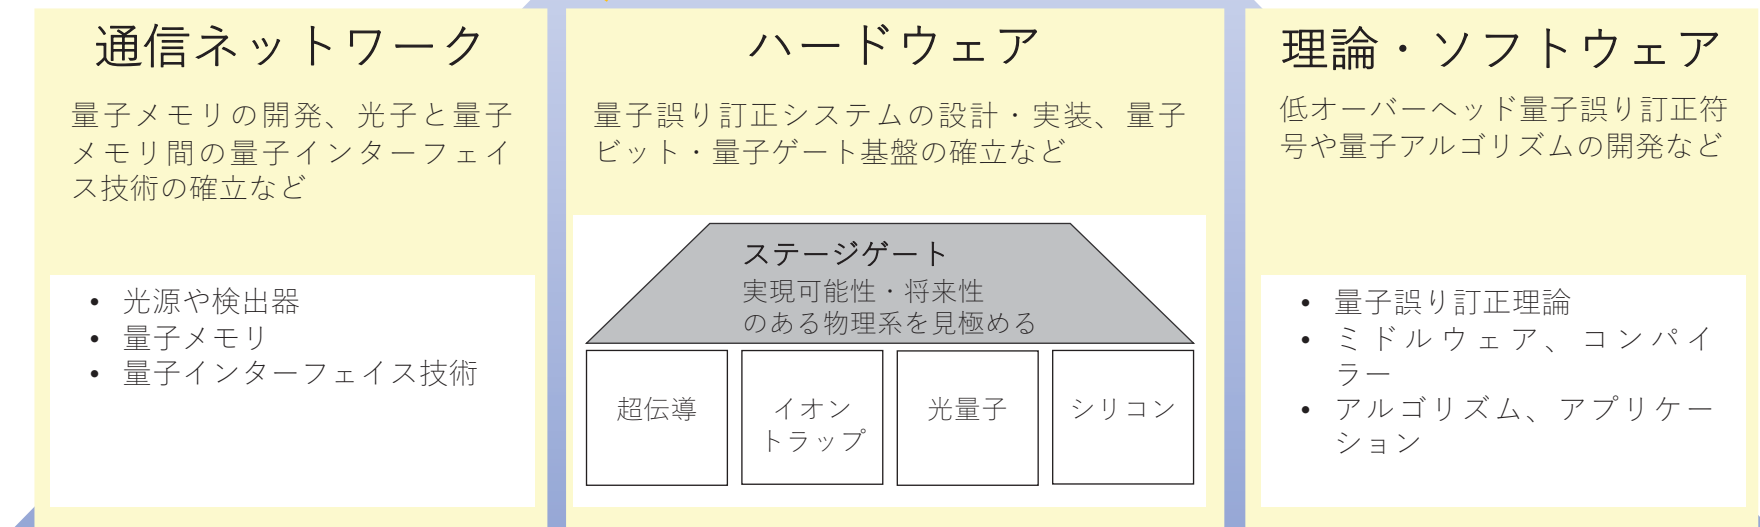 通信ネットワーク
量子メモリの開発、光子と量子
メモリ間の量子インターフェイ
ス技術の確立など
• 光源や検出器
• 量子メモリ
• 量子インターフェイス技術
ハードウェア
量子誤り訂正システムの設計・実装、量子
ビット・量子ゲート基盤の確立など
ステージゲート
実現可能性・将来性
のある物理系を見極める
超伝導
イオン
トラップ
光量子
シリコン
理論・ソフトウェア
低オーバーヘッド量子誤り訂正符
号や量子アルゴリズムの開発など
• 量子誤り訂正理論
• ミドルウェア、コンパイ
ラー
• アルゴリズム、アプリケー
ション